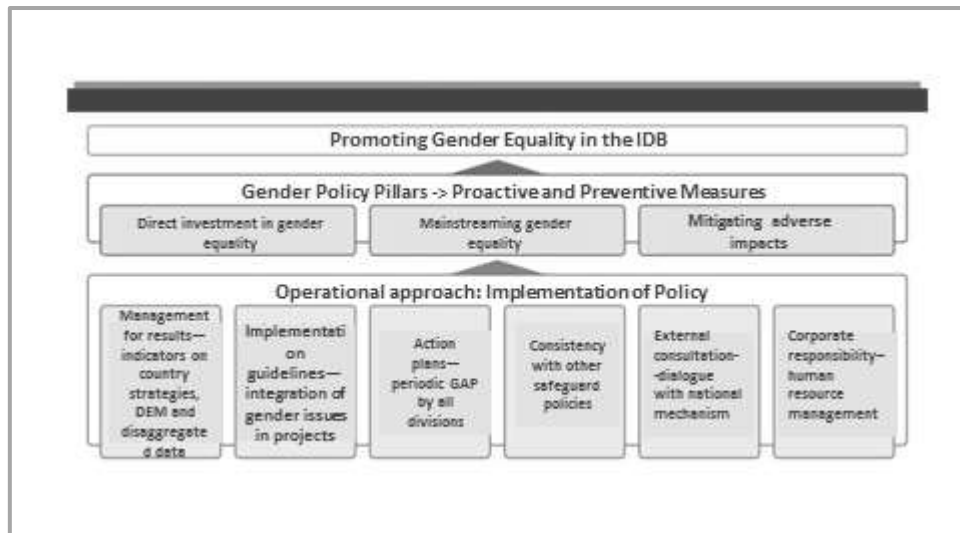 Promoting Gender Equality in the IDB
Gender Policy Pillars -> Proactive and Preventive Measures
Direct investment in gender
equality
Mainstreaming gender
equality
Mitigating adverse
impacts
Operational approach: Implementation of Policy
Management
for results—
indicators on
country
strategies,
DEM and
disaggregate
d data
Implementati
on
guidelines—
integration of
gender issues
in projects
Action
plans—
periodic GAP
by all
divisions
Consistency
with other
safeguard
policies
External
consultation-
-dialogue
with national
mechanism
Corporate
responsibility–
human
resource
management